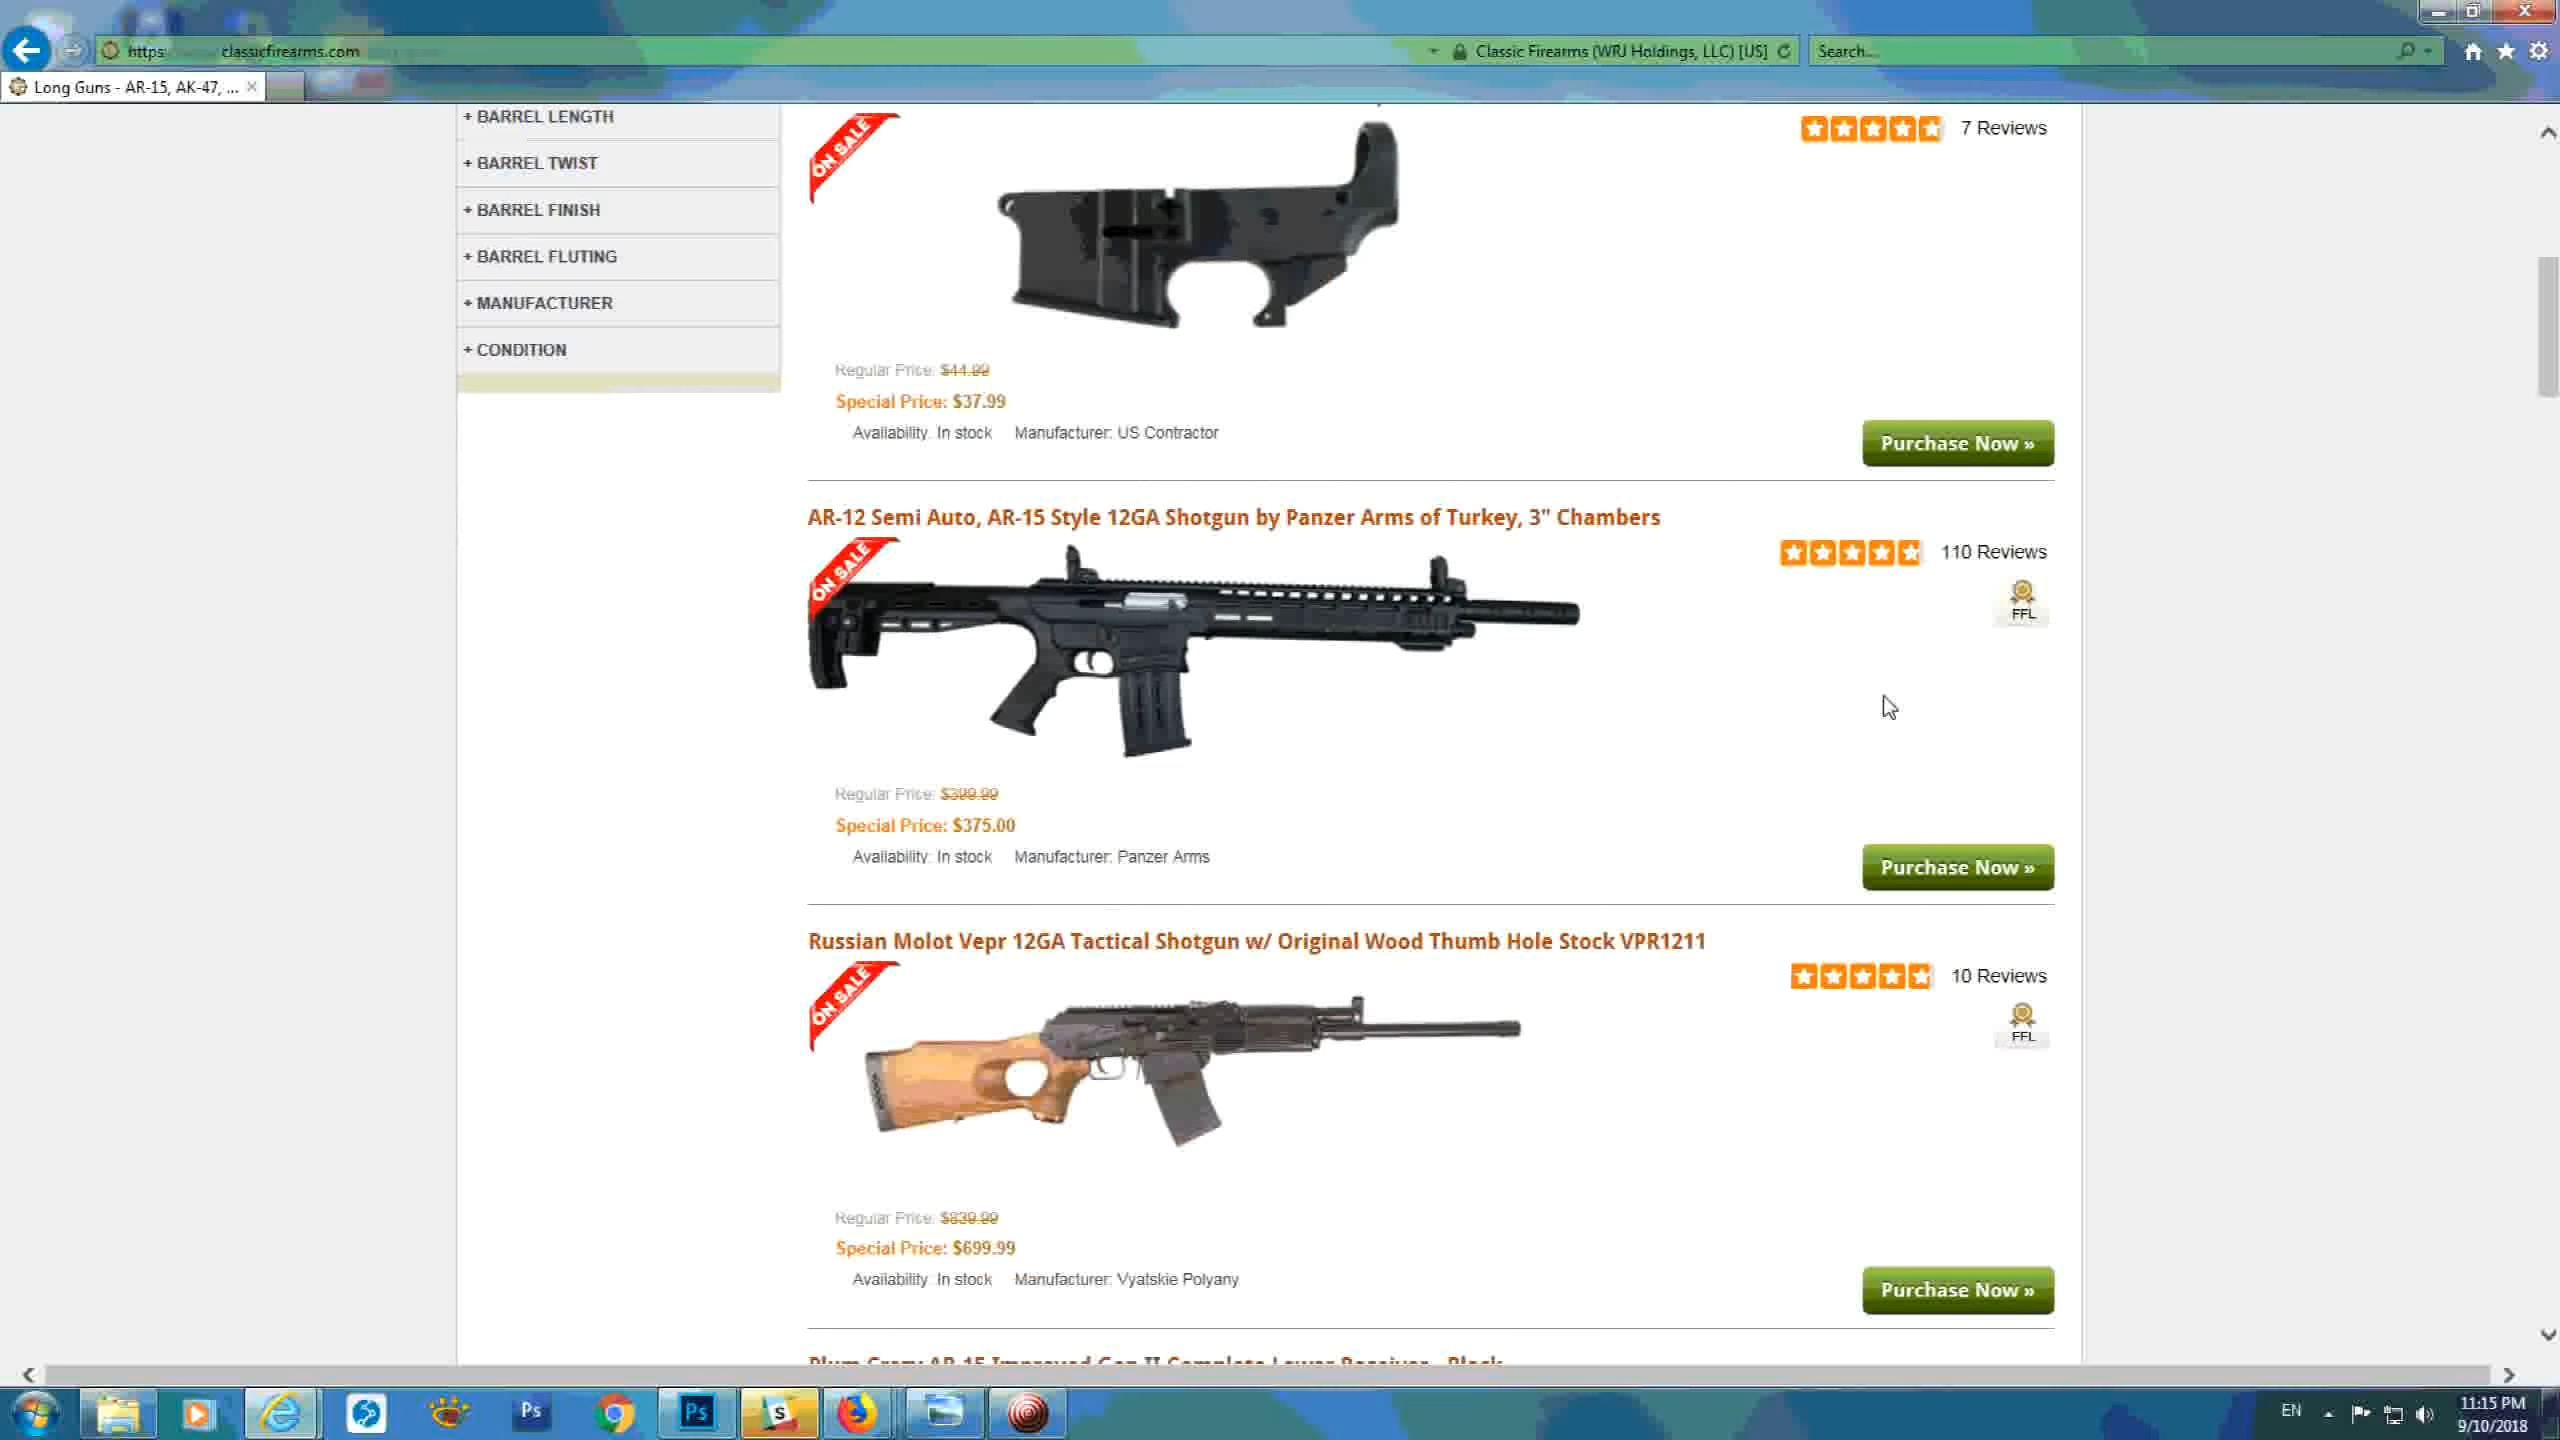 https classicfirearms.com
Classic Firearms (WRJ Holdings, LLC) [US]
Search...
Long Guns - AR-15, AK-47, ...
+ BARREL LENGTH
+ BARREL TWIST
+ BARREL FINISH
+ BARREL FLUTING
+ MANUFACTURER
+ CONDITION
ON SALE
7 Reviews
Regular Price: $44.99
Special Price: $37.99
Availability: In stock Manufacturer: US Contractor
Purchase Now »
AR-12 Semi Auto, AR-15 Style 12GA Shotgun by Panzer Arms of Turkey, 3" Chambers
ON SALE
110 Reviews
FFL
Regular Price: $399.99
Special Price: $375.00
Availability: In stock Manufacturer: Panzer Arms
Purchase Now »
Russian Molot Vepr 12GA Tactical Shotgun w/ Original Wood Thumb Hole Stock VPR1211
ON SALE
10 Reviews
FFL
Regular Price: $839.99
Special Price: $699.99
Availability: In stock Manufacturer: Vyatskie Polyany
Purchase Now »
Plum Crazy AR-15 Improved Gen II Complete Lower Receiver - Black
Ps
Ps
S
EN
11:15 PM
9/10/2018